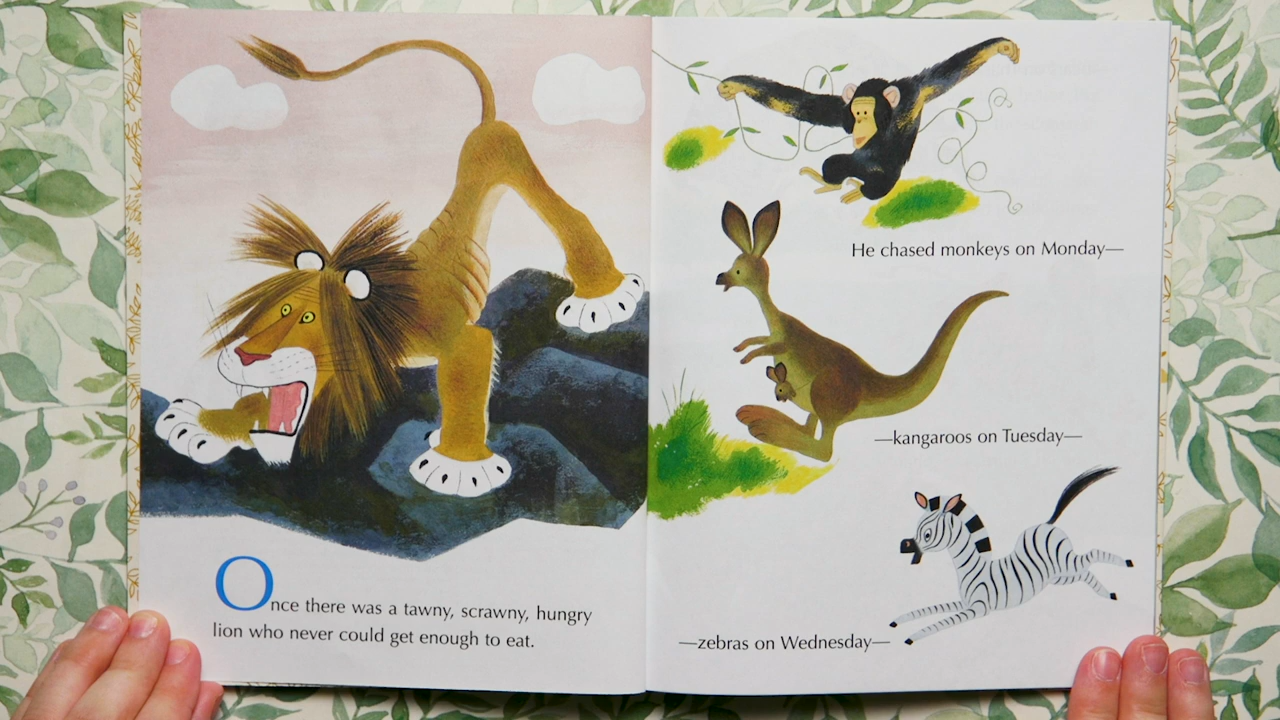 Once there was a tawny, scrawny, hungry
lion who never could get enough to eat.
He chased monkeys on Monday—
—kangaroos on Tuesday—
—zebras on Wednesday—